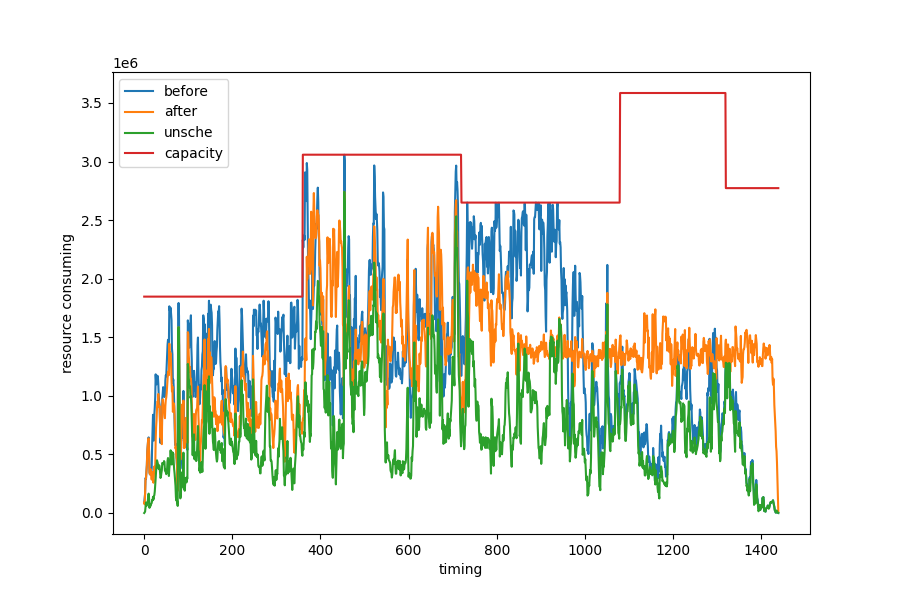 1e6
before
after
unsche
capacity
3.5
3.0
2.5
2.0
1.5
1.0
0.5
0.0
resource consuming
0 200 400 600 800 1000 1200 1400
timing